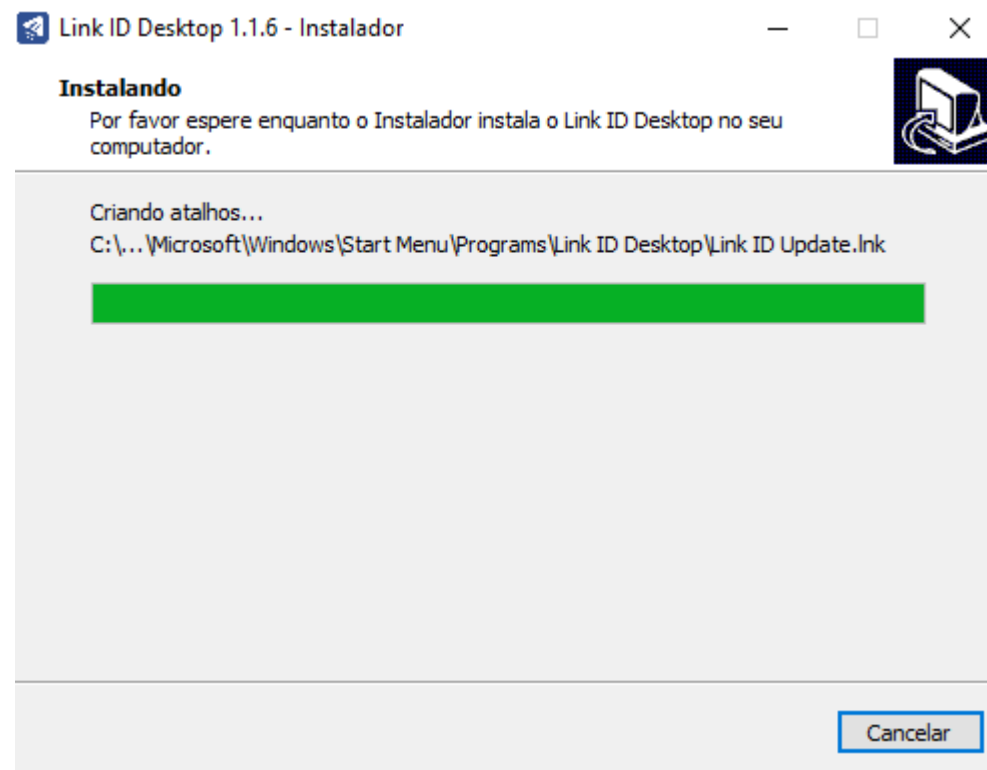 Link ID Desktop 1.1.6 - Instalador
Instalando
Por favor espere enquanto o Instalador instala o Link ID Desktop no seu
computador.
Criando atalhos...
C:\...\Microsoft\Windows\Start Menu\Programs\Link ID Desktop\Link ID Update.lnk
Cancelar